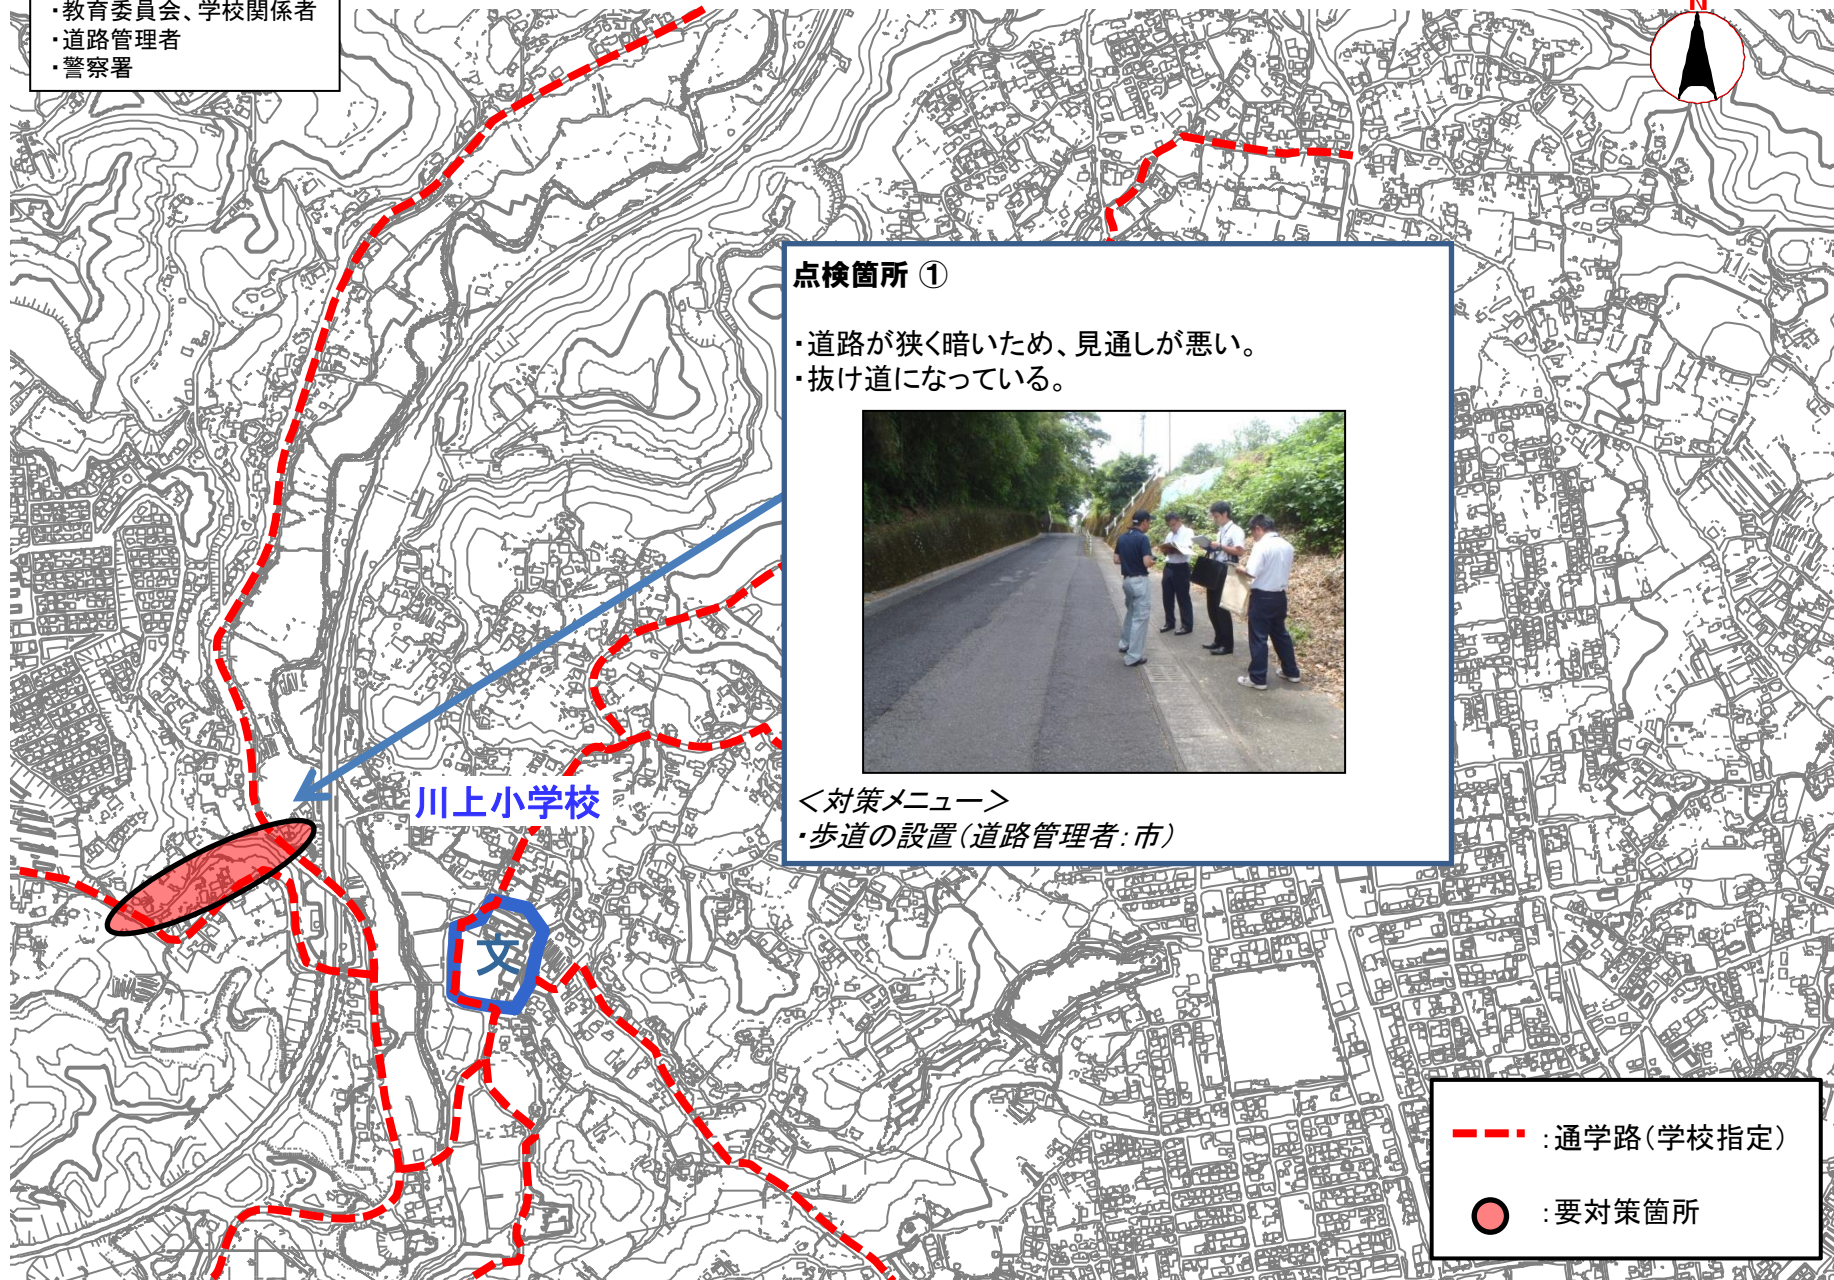 ・教育委員会、学校関係者
・道路管理者
・警察署
N
点検箇所 ①
・道路が狭く暗いため、見通しが悪い。
・抜け道になっている。
＜対策メニュー＞
・歩道の設置（道路管理者：市）
川上小学校
文
：通学路（学校指定）
：要対策箇所